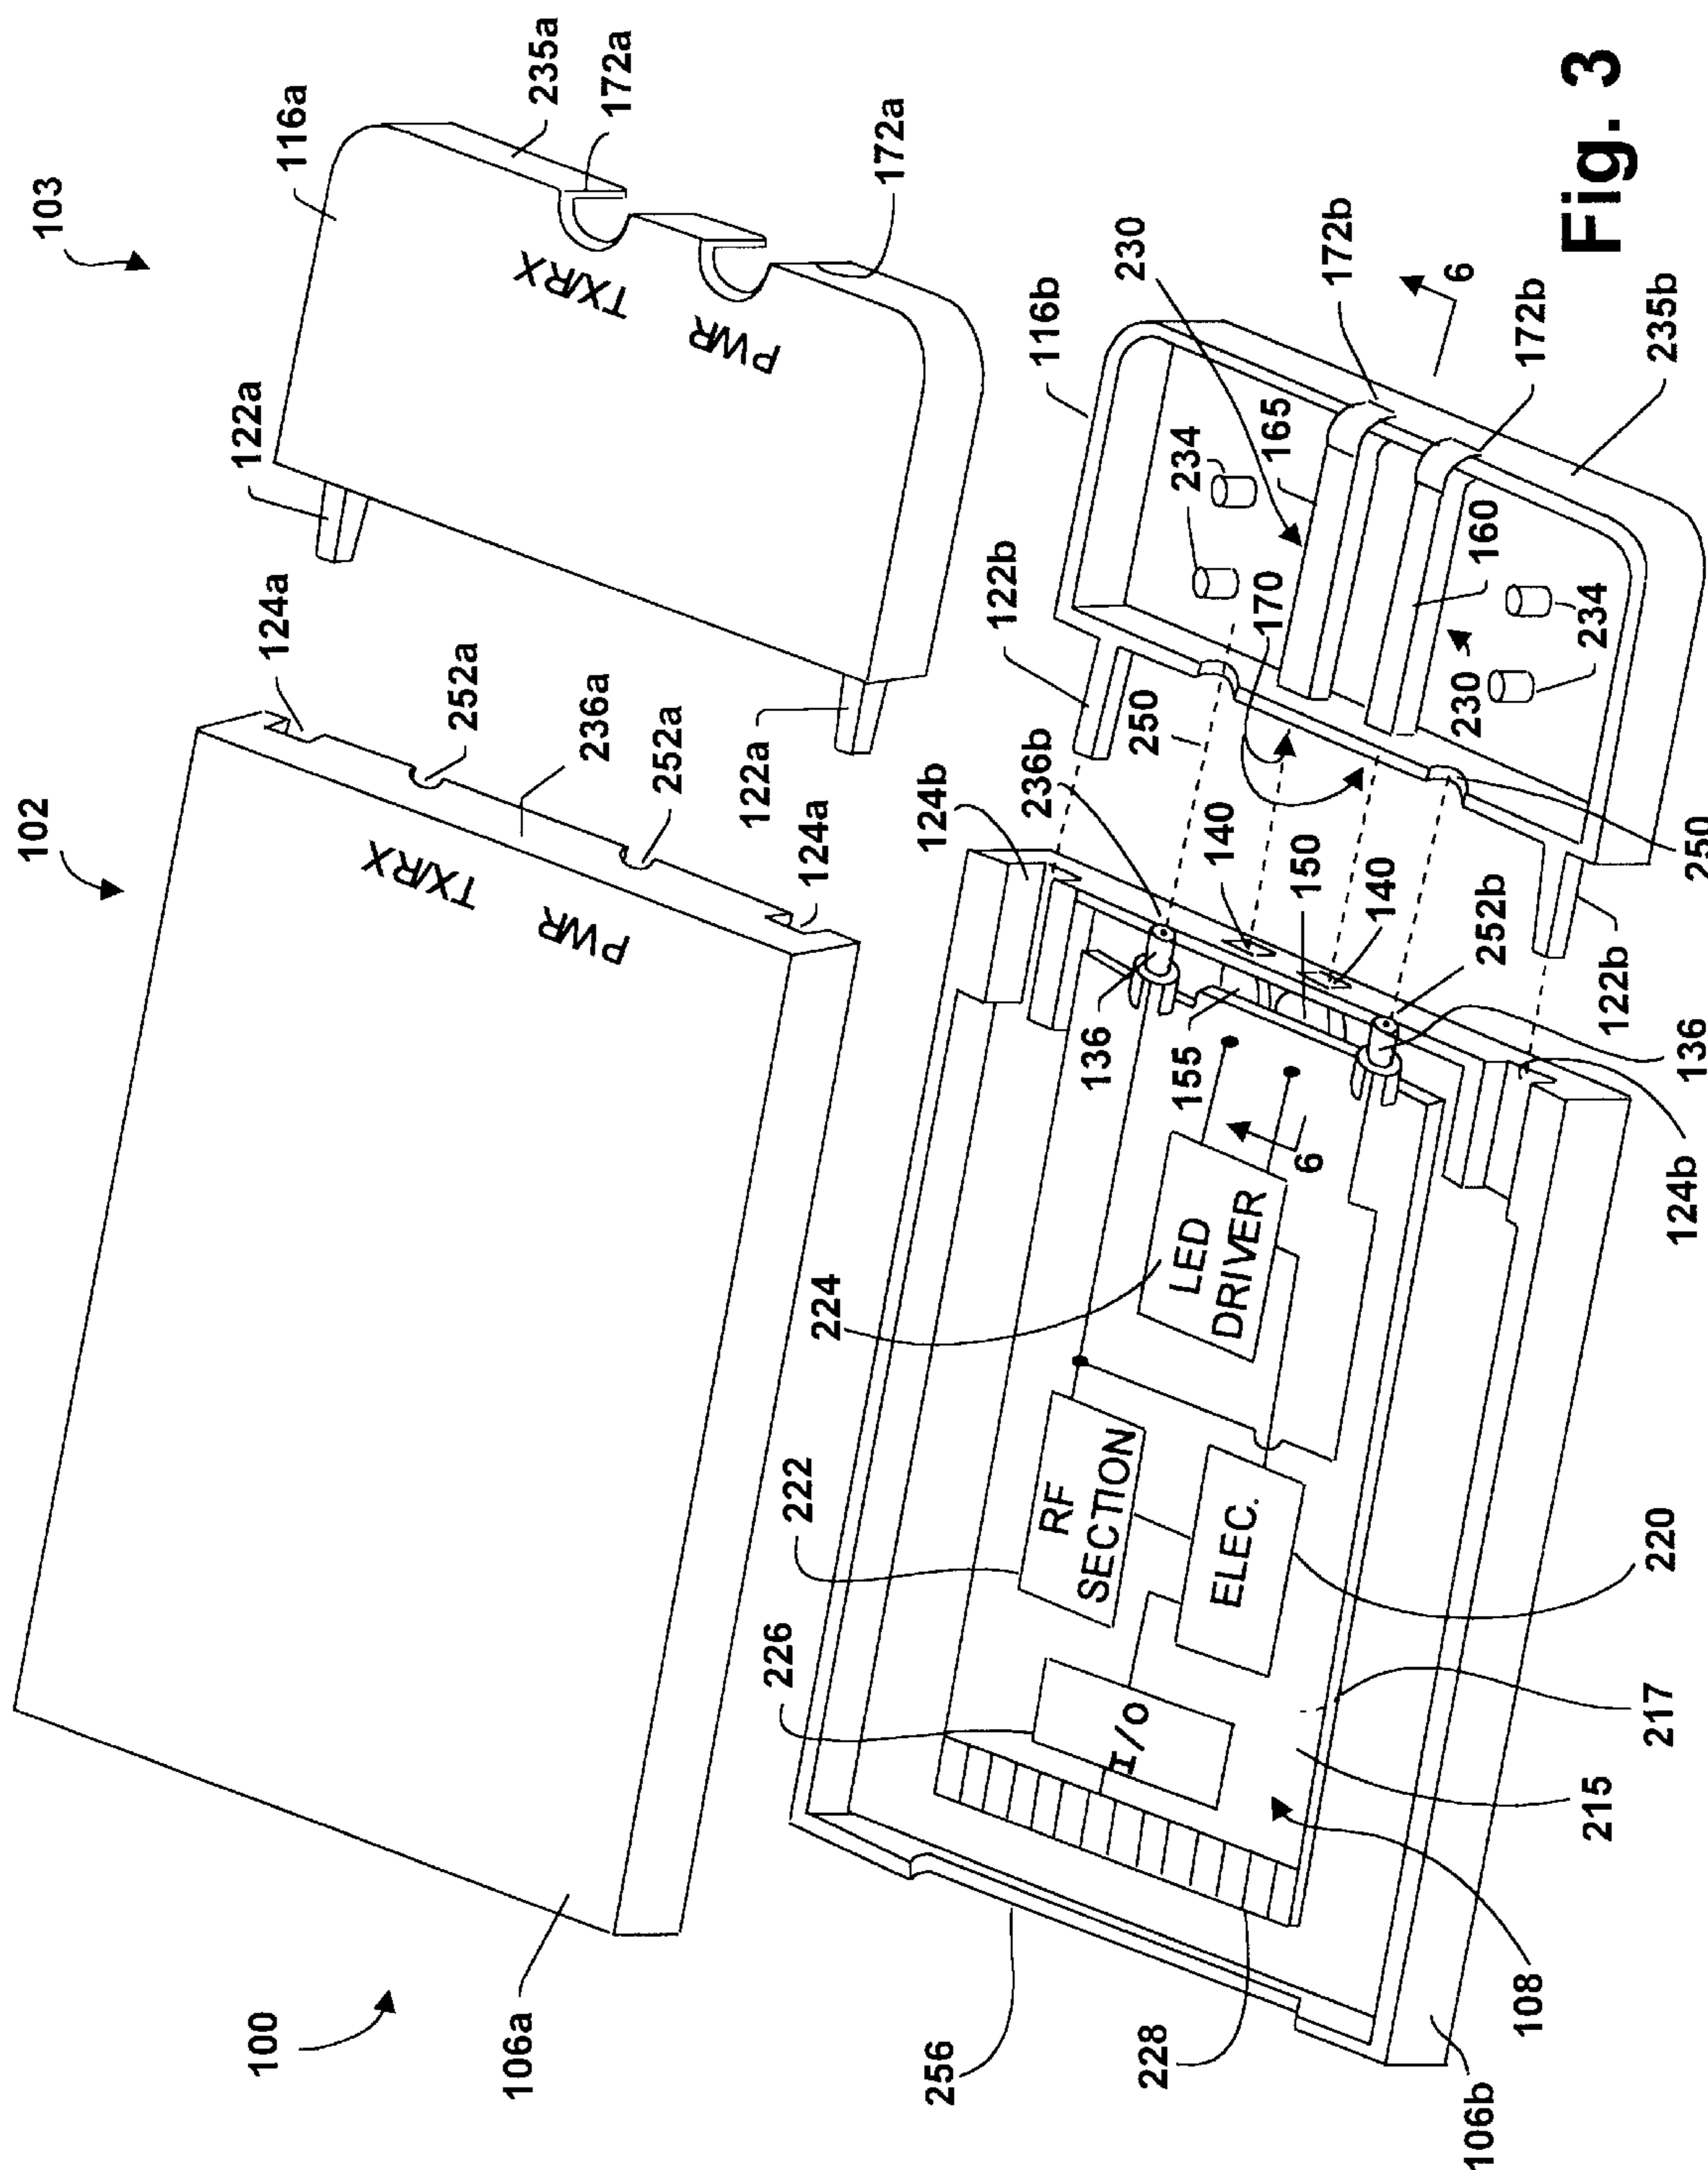 Fig. 3
100
102
103
106a
236a
252a
252a
124a
124a
TX/RX
PWR
116a
122a
122a
235a
172a
172a
TX/RX
PWR
256
226
222
224
228
I/O
RF
SECTION
ELEC.
LED
DRIVER
106b
108
215
217
220
6
155
150
140
140
136
136
236b
252b
124b
124b
116b
122b
122b
250
250
170
230
230
234
234
165
160
172b
172b
235b
6